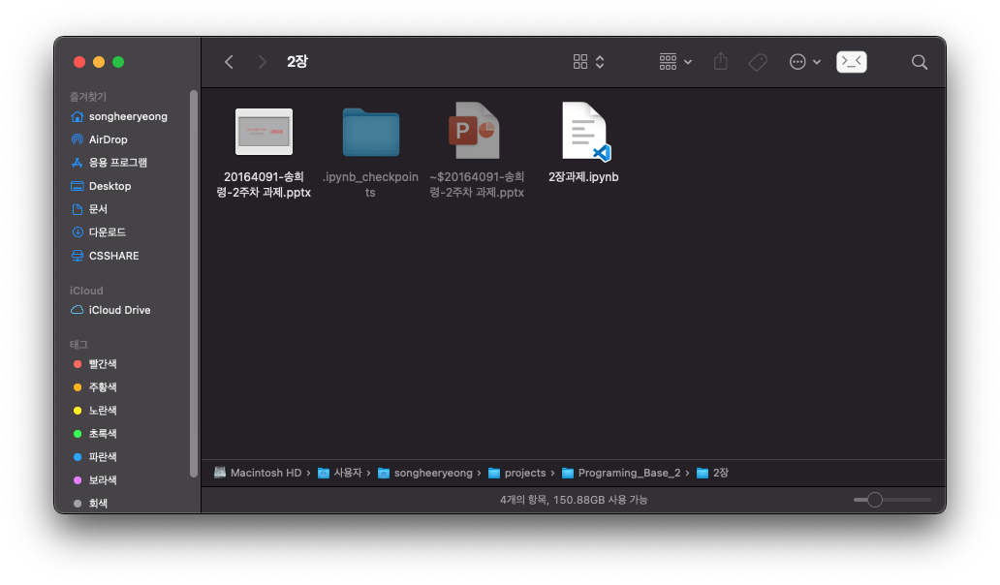 2장
즐겨찾기
songheeryeong
AirDrop
응용 프로그램
Desktop
문서
다운로드
CSSHARE
iCloud
iCloud Drive
태그
빨간색
주황색
노란색
초록색
파란색
보라색
회색
20164091-송희
령-2주차 과제.pptx
.ipynb_checkpoin
ts
~$20164091-송희
령-2주차 과제.pptx
2장과제.ipynb
Macintosh HD › 사용자 › songheeryeong › projects › Programing_Base_2 › 2장
4개의 항목, 150.88GB 사용 가능